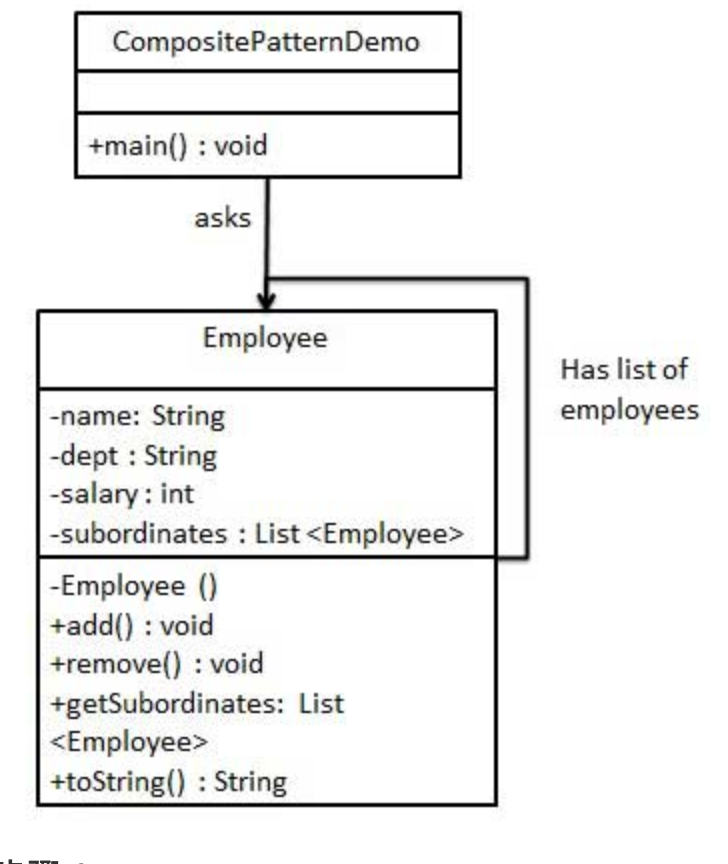 CompositePatternDemo
+main() : void
asks
Employee
-name: String
-dept : String
-salary : int
-subordinates : List <Employee>
Has list of
employees
-Employee ()
+add() : void
+remove() : void
+getSubordinates: List
<Employee>
+toString() : String